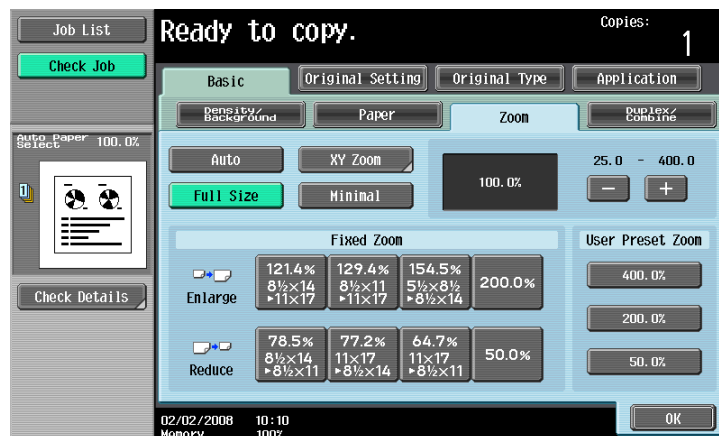 Job List
Check Job
Ready to copy.
Copies:
1
Basic
Original Setting
Original Type
Application
Density/
Background
Paper
Zoom
Duplex/
Combine
Auto Paper
Select
100.0%
Check Details
Auto
XY Zoom
Full Size
Minimal
100.0%
25.0 - 400.0
− +
Fixed Zoom
Enlarge
121.4%
8½×14
▸11×17
129.4%
8½×11
▸11×17
154.5%
5½×8½
▸8½×14
200.0%
Reduce
78.5%
8½×14
▸8½×11
77.2%
11×17
▸8½×14
64.7%
11×17
▸8½×11
50.0%
User Preset Zoom
400.0%
200.0%
50.0%
02/02/2008 10:10
Memory 100%
OK